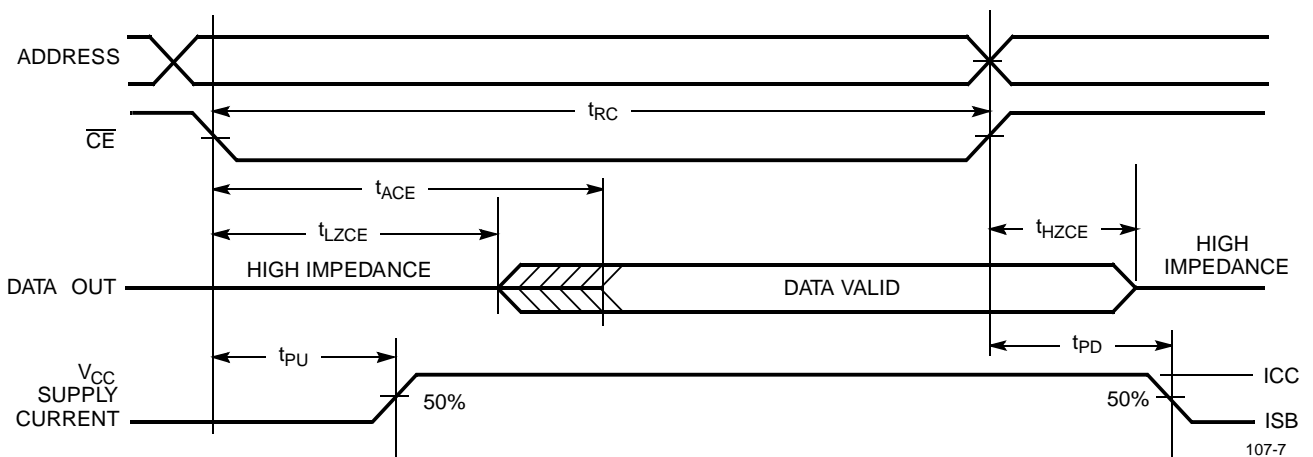 ADDRESS
tRC
CE
tACE
tLZCE
tHZCE
HIGH IMPEDANCE
HIGH
IMPEDANCE
DATA OUT
DATA VALID
tPU
tPD
VCC
SUPPLY
CURRENT
50%
50%
ICC
ISB
107-7